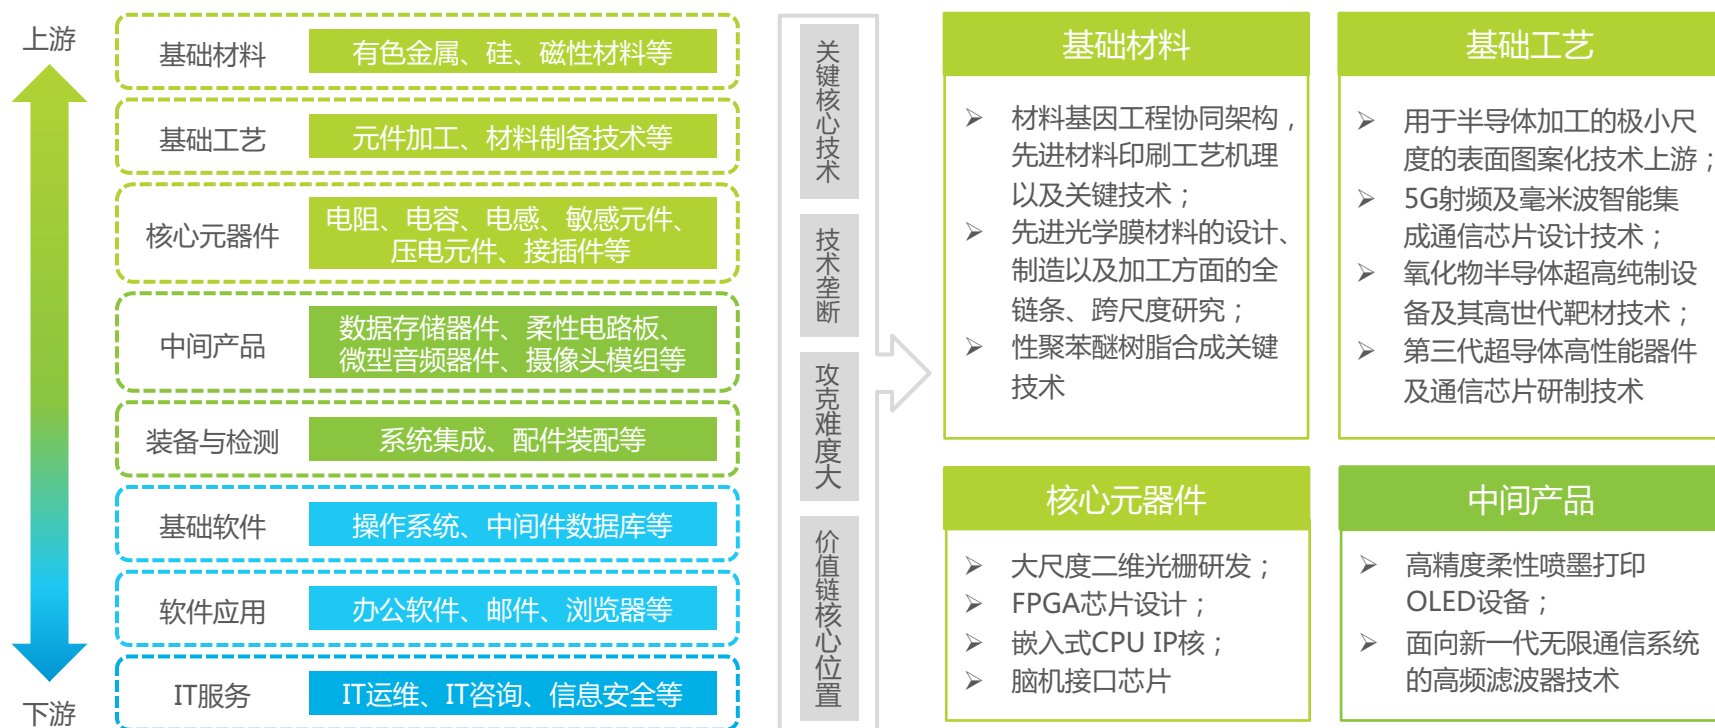 上游
基础材料
有色金属、硅、磁性材料等
基础工艺
元件加工、材料制备技术等
核心元器件
电阻、电容、电感、敏感元件、
压电元件、接插件等
中间产品
数据存储器件、柔性电路板、
微型音频器件、摄像头模组等
装备与检测
系统集成、配件装配等
基础软件
操作系统、中间件数据库等
软件应用
办公软件、邮件、浏览器等
IT服务
IT运维、IT咨询、信息安全等
下游
关键核心技术
技术垄断
攻克难度大
价值链核心位置
基础材料
➢ 材料基因工程协同架构，
先进材料印刷工艺机理
以及关键技术；
➢ 先进光学膜材料的设计、
制造以及加工方面的全
链条、跨尺度研究；
➢ 性聚苯醚树脂合成关键
技术
基础工艺
➢ 用于半导体加工的极小尺
度的表面图案化技术上游；
➢ 5G射频及毫米波智能集
成通信芯片设计技术；
➢ 氧化物半导体超高纯制设
备及其高世代靶材技术；
➢ 第三代超导体高性能器件
及通信芯片研制技术
核心元器件
➢ 大尺度二维光栅研发；
➢ FPGA芯片设计；
➢ 嵌入式CPU IP核；
➢ 脑机接口芯片
中间产品
➢ 高精度柔性喷墨打印
OLED设备；
➢ 面向新一代无限通信系统
的高频滤波器技术